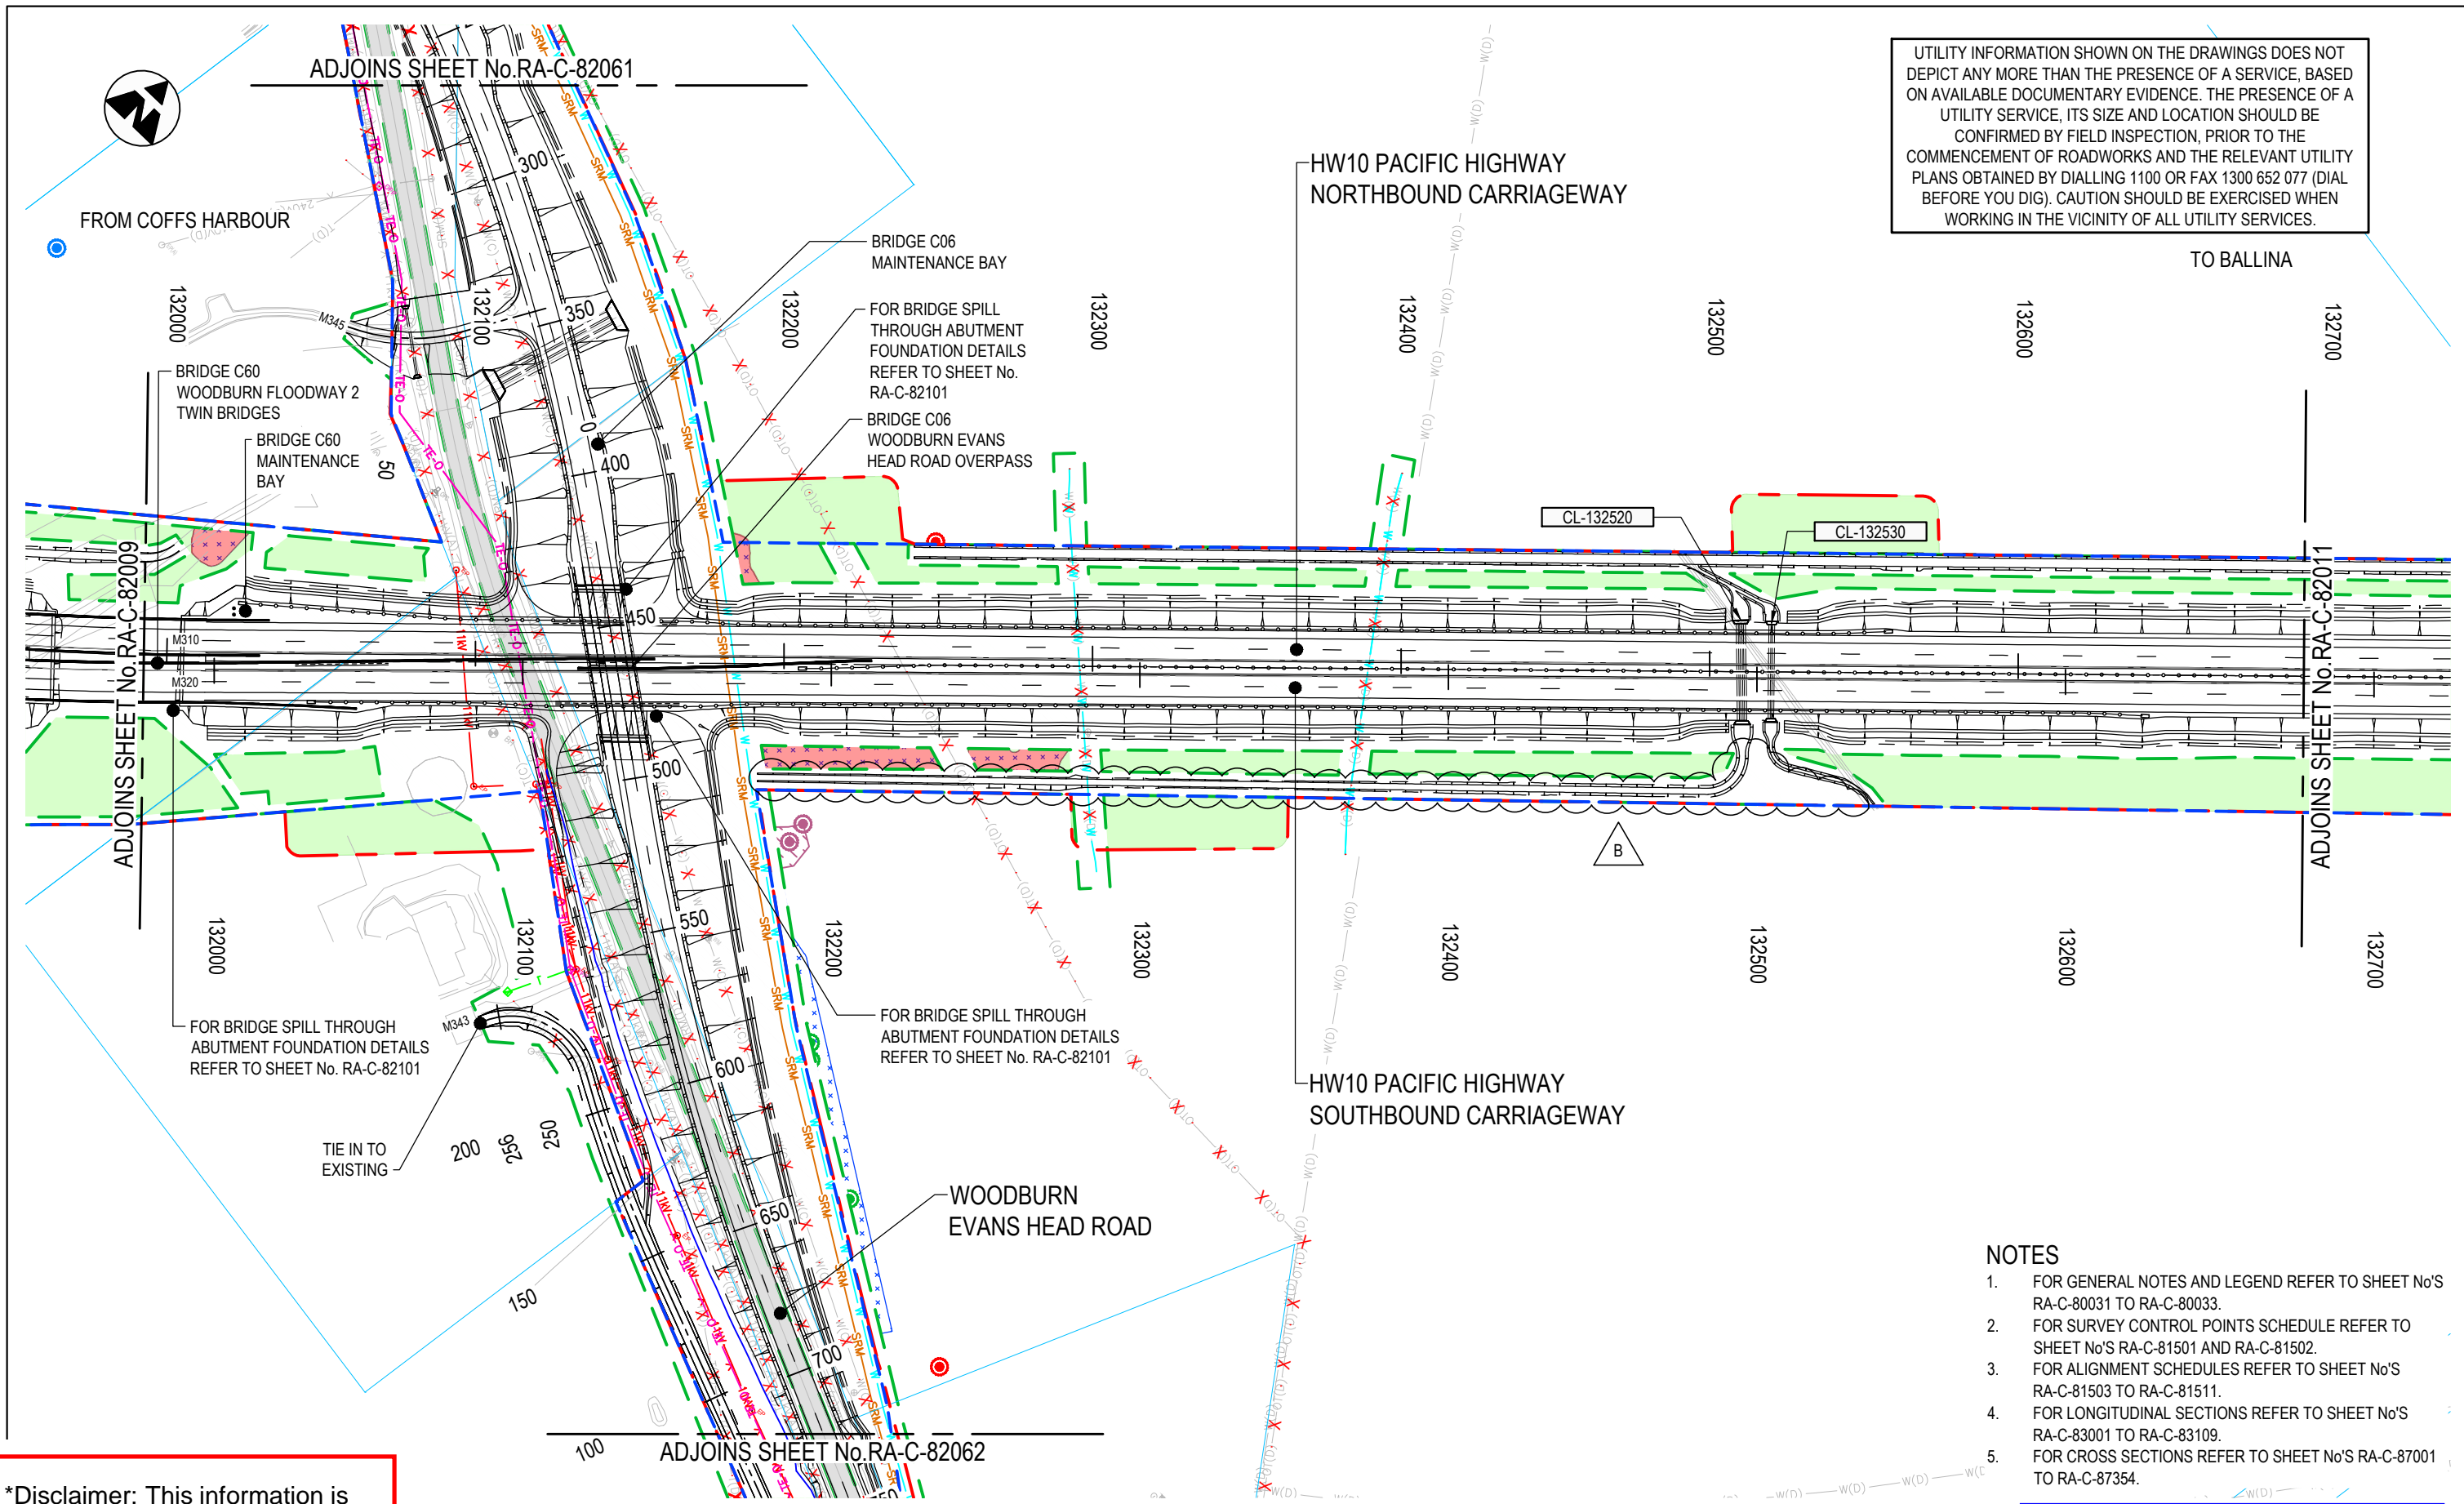 ADJOINS SHEET No.RA-C-82061
UTILITY INFORMATION SHOWN ON THE DRAWINGS DOES NOT
DEPICT ANY MORE THAN THE PRESENCE OF A SERVICE, BASED
ON AVAILABLE DOCUMENTARY EVIDENCE. THE PRESENCE OF A
UTILITY SERVICE, ITS SIZE AND LOCATION SHOULD BE
CONFIRMED BY FIELD INSPECTION, PRIOR TO THE
COMMENCEMENT OF ROADWORKS AND THE RELEVANT UTILITY
PLANS OBTAINED BY DIALLING 1100 OR FAX 1300 652 077 (DIAL
BEFORE YOU DIG). CAUTION SHOULD BE EXERCISED WHEN
WORKING IN THE VICINITY OF ALL UTILITY SERVICES.
FROM COFFS HARBOUR
TO BALLINA
HW10 PACIFIC HIGHWAY
NORTHBOUND CARRIAGEWAY
BRIDGE C06
MAINTENANCE BAY
FOR BRIDGE SPILL
THROUGH ABUTMENT
FOUNDATION DETAILS
REFER TO SHEET No.
RA-C-82101
BRIDGE C06
WOODBURN EVANS
HEAD ROAD OVERPASS
BRIDGE C60
WOODBURN FLOODWAY 2
TWIN BRIDGES
BRIDGE C60
MAINTENANCE
BAY
132000
132100
132200
132300
132400
132500
132600
132700
300
350
0
400
450
500
550
600
650
700
50
M345
M310
M320
CL-132520
CL-132530
ADJOINS SHEET No.RA-C-82009
ADJOINS SHEET No.RA-C-82011
B
132000
132100
132200
132300
132400
132500
132600
132700
M343
FOR BRIDGE SPILL THROUGH
ABUTMENT FOUNDATION DETAILS
REFER TO SHEET No. RA-C-82101
FOR BRIDGE SPILL THROUGH
ABUTMENT FOUNDATION DETAILS
REFER TO SHEET No. RA-C-82101
HW10 PACIFIC HIGHWAY
SOUTHBOUND CARRIAGEWAY
TIE IN TO
EXISTING
200
256
250
150
100
WOODBURN
EVANS HEAD ROAD
ADJOINS SHEET No.RA-C-82062
NOTES
1. FOR GENERAL NOTES AND LEGEND REFER TO SHEET No'S
RA-C-80031 TO RA-C-80033.
2. FOR SURVEY CONTROL POINTS SCHEDULE REFER TO
SHEET No'S RA-C-81501 AND RA-C-81502.
3. FOR ALIGNMENT SCHEDULES REFER TO SHEET No'S
RA-C-81503 TO RA-C-81511.
4. FOR LONGITUDINAL SECTIONS REFER TO SHEET No'S
RA-C-83001 TO RA-C-83109.
5. FOR CROSS SECTIONS REFER TO SHEET No'S RA-C-87001
TO RA-C-87354.
*Disclaimer: This information is